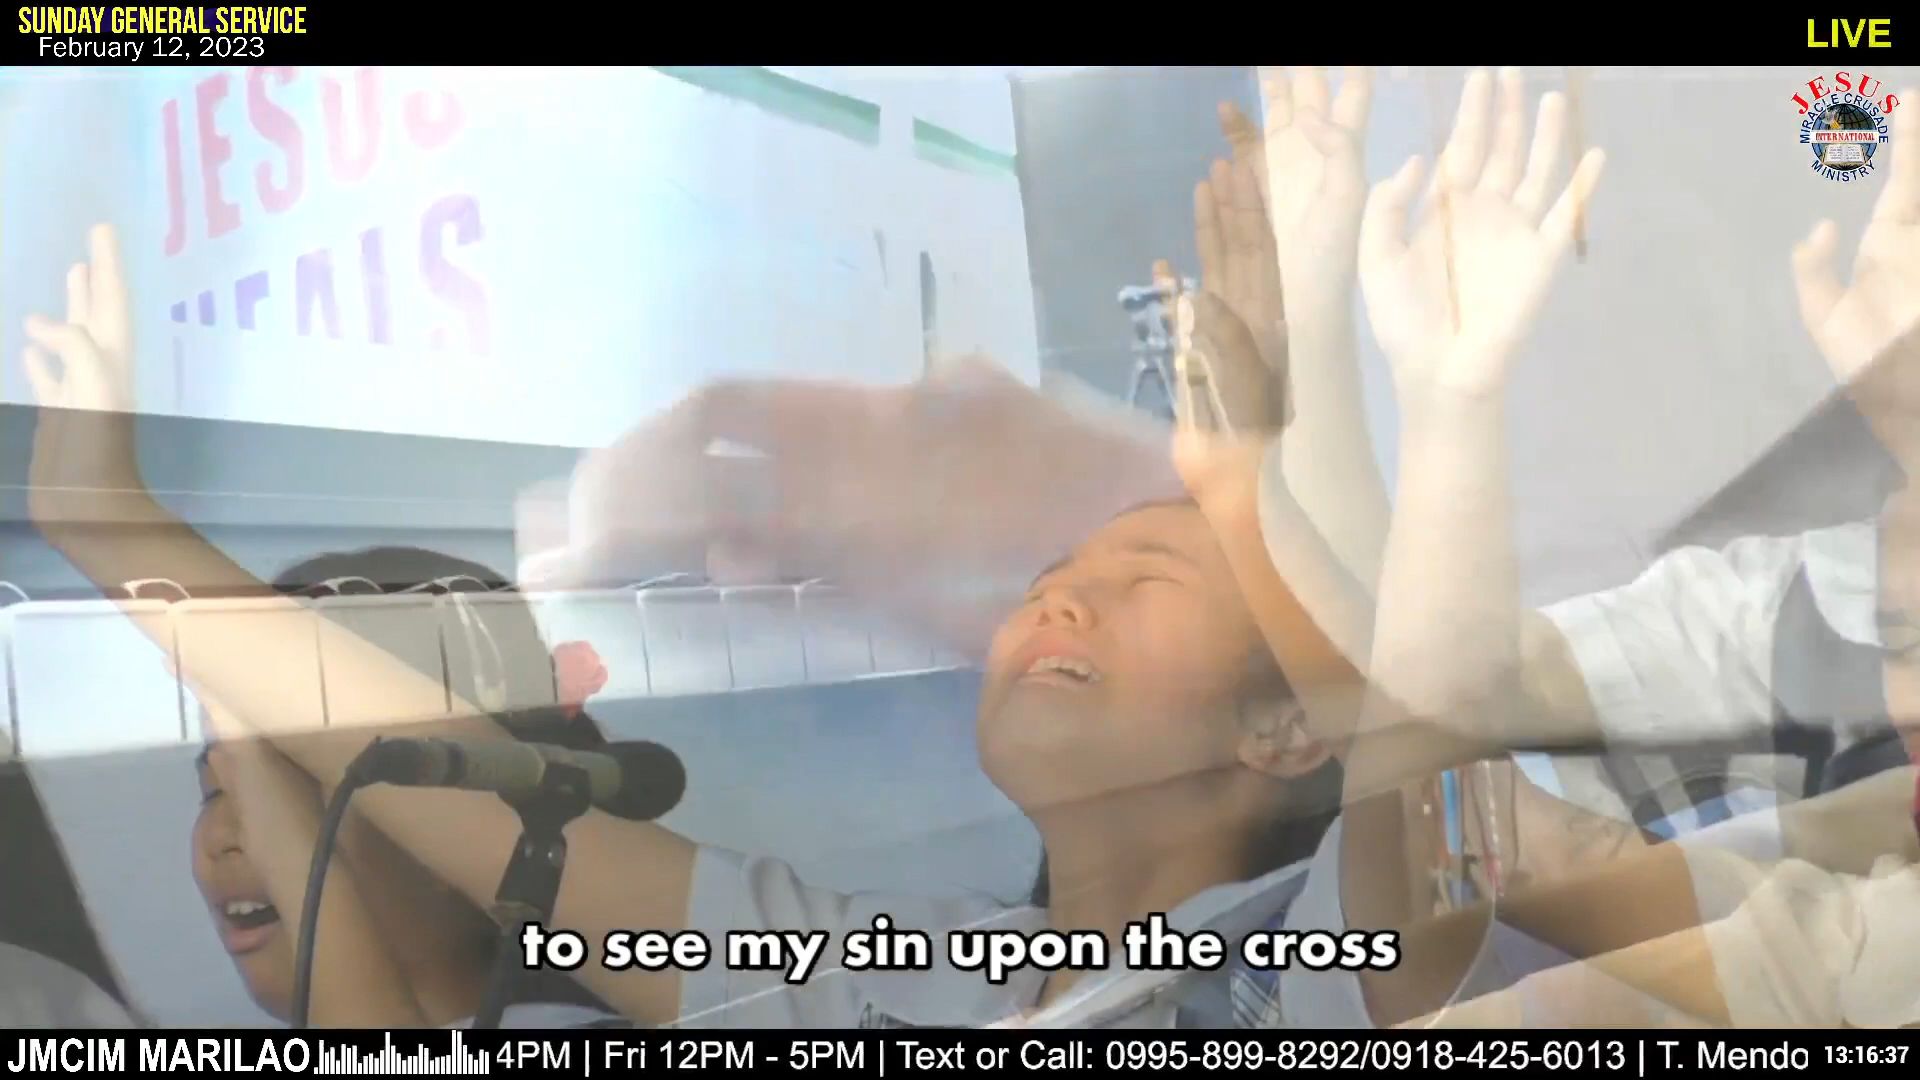 SUNDAY GENERAL SERVICE
February 12, 2023
LIVE
JESUS
MIRACLE CRUSADE
INTERNATIONAL
MINISTRY
JESUS
HEALS
to see my sin upon the cross
JMCIM MARILAO
4PM | Fri 12PM - 5PM | Text or Call: 0995-899-8292/0918-425-6013 | T. Mendo
13:16:37